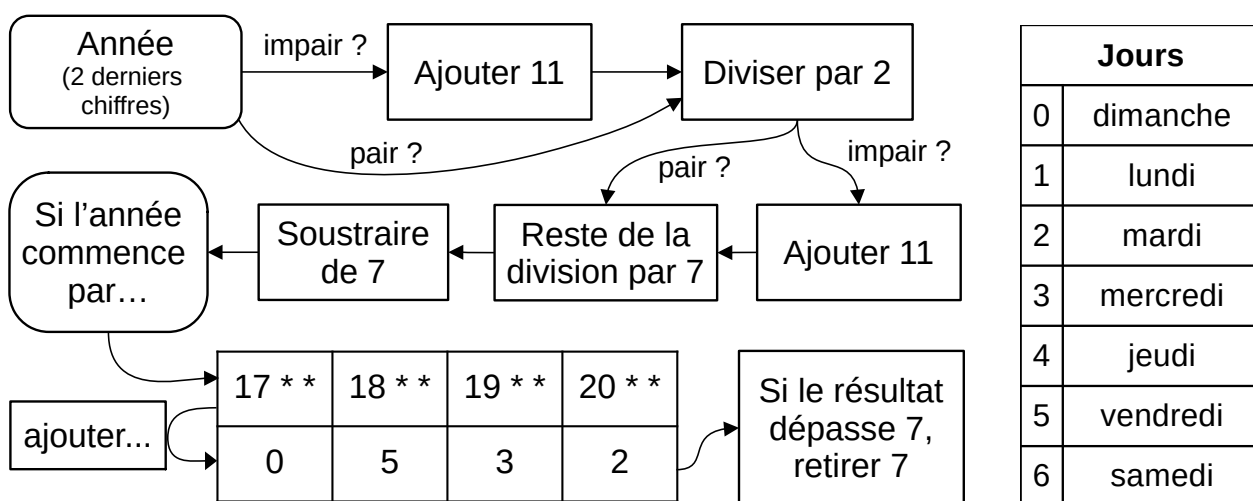 Année
(2 derniers
chiffres)
impair ?
Ajouter 11
Diviser par 2
pair ?
pair ?
impair ?
Si l'année
commence
par…
Soustraire
de 7
Reste de la
division par 7
Ajouter 11
ajouter...
17 * * 18 * * 19 * * 20 * *
0 5 3 2
Si le résultat
dépasse 7,
retirer 7
Jours
0 dimanche
1 lundi
2 mardi
3 mercredi
4 jeudi
5 vendredi
6 samedi